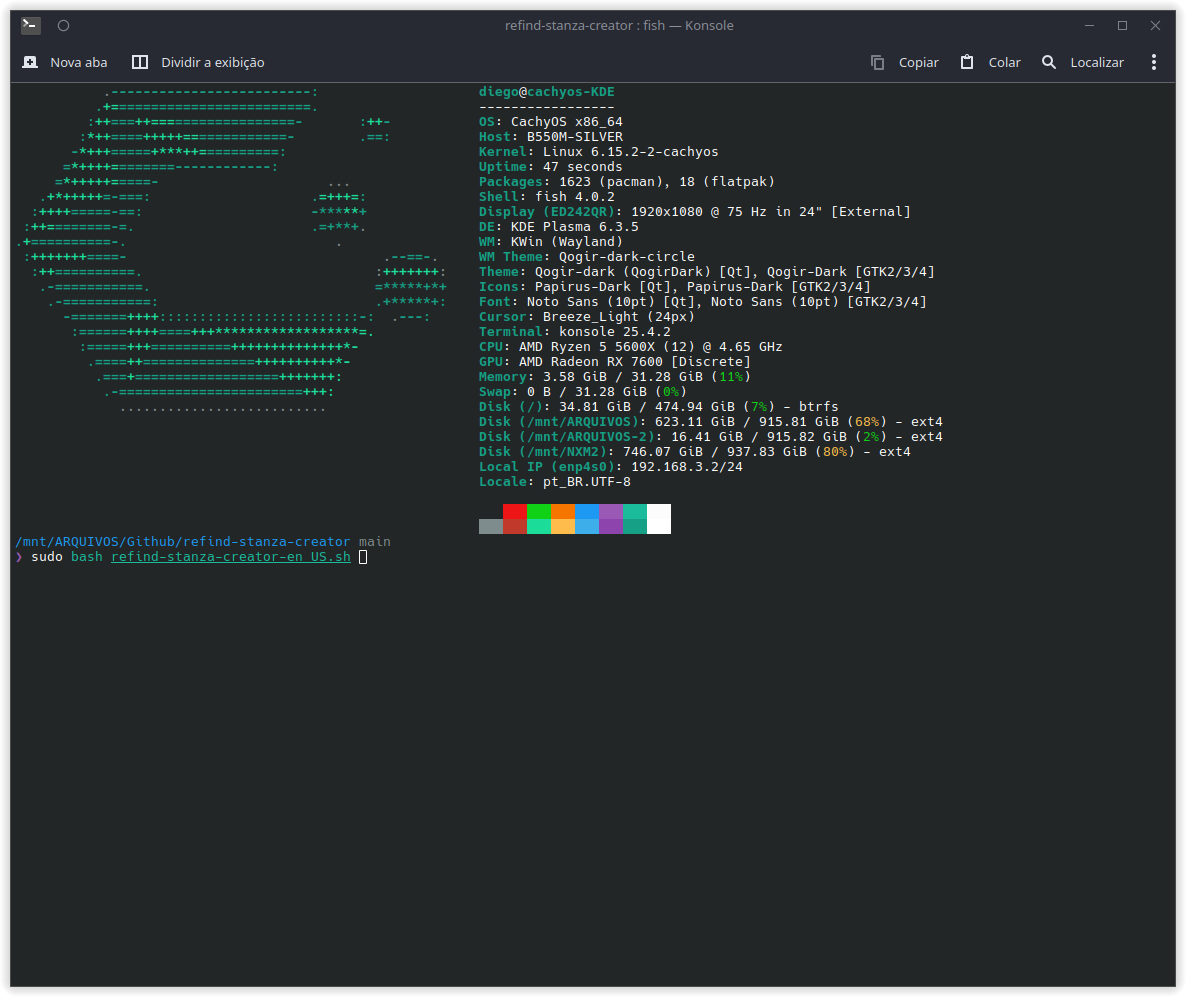 refind-stanza-creator : fish — Konsole
Nova aba
Dividir a exibição
Copiar
Colar
Localizar
diego@cachyos-KDE
-----------------
OS: CachyOS x86_64
Host: B550M-SILVER
Kernel: Linux 6.15.2-2-cachyos
Uptime: 47 seconds
Packages: 1623 (pacman), 18 (flatpak)
Shell: fish 4.0.2
Display (ED242QR): 1920x1080 @ 75 Hz in 24" [External]
DE: KDE Plasma 6.3.5
WM: KWin (Wayland)
WM Theme: Qogir-dark-circle
Theme: Qogir-dark (QogirDark) [Qt], Qogir-Dark [GTK2/3/4]
Icons: Papirus-Dark [Qt], Papirus-Dark [GTK2/3/4]
Font: Noto Sans (10pt) [Qt], Noto Sans (10pt) [GTK2/3/4]
Cursor: Breeze_Light (24px)
Terminal: konsole 25.4.2
CPU: AMD Ryzen 5 5600X (12) @ 4.65 GHz
GPU: AMD Radeon RX 7600 [Discrete]
Memory: 3.58 GiB / 31.28 GiB (11%)
Swap: 0 B / 31.28 GiB (0%)
Disk (/): 34.81 GiB / 474.94 GiB (7%) - btrfs
Disk (/mnt/ARQUIVOS): 623.11 GiB / 915.81 GiB (68%) - ext4
Disk (/mnt/ARQUIVOS-2): 16.41 GiB / 915.82 GiB (2%) - ext4
Disk (/mnt/NXM2): 746.07 GiB / 937.83 GiB (80%) - ext4
Local IP (enp4s0): 192.168.3.2/24
Locale: pt_BR.UTF-8
/mnt/ARQUIVOS/Github/refind-stanza-creator main
❯ sudo bash refind-stanza-creator-en_US.sh